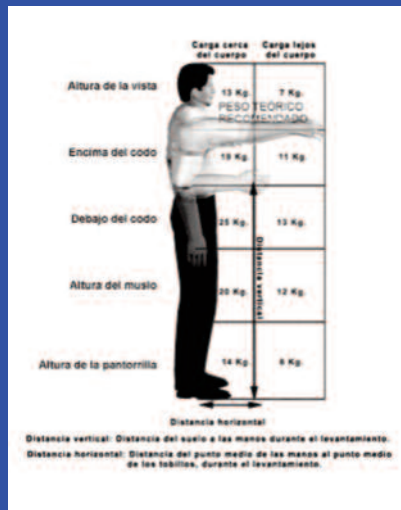 Carga cerca del cuerpo
Carga lejos del cuerpo
Altura de la vista
13 Kg.
7 Kg.
PESO TEÓRICO
RECOMENDADO
Encima del codo
19 Kg.
11 Kg.
Debajo del codo
25 Kg.
13 Kg.
Distancia vertical
Altura del muslo
20 Kg.
12 Kg.
Altura de la pantorrilla
14 Kg.
8 Kg.
Distancia horizontal
Distancia vertical: Distancia del suelo a las manos durante el levantamiento.
Distancia horizontal: Distancia del punto medio de las manos al punto medio
de los tobillos, durante el levantamiento.